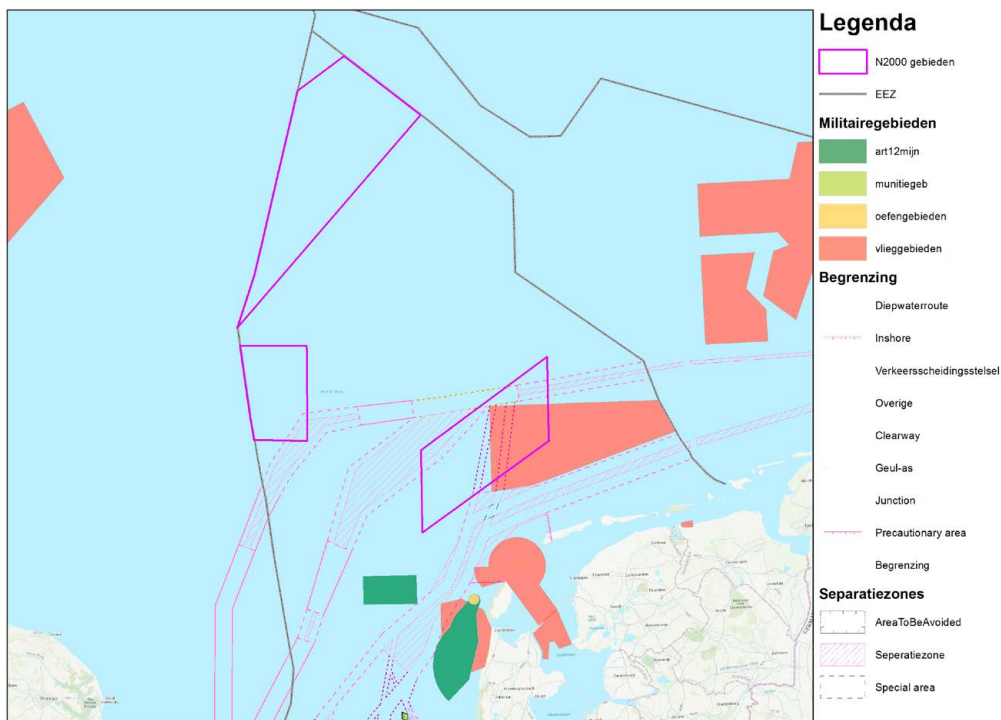 Legenda
N2000 gebieden
EEZ
Militairegebieden
art12mijn
munitiegeb
oefengebieden
vlieggebieden
Begrenzing
Diepwaterroute
Inshore
Verkeersscheidingsstelsel
Overige
Clearway
Geul-as
Junction
Precautionary area
Begrenzing
Separatiezones
AreaToBeAvoided
Seperatiezone
Special area